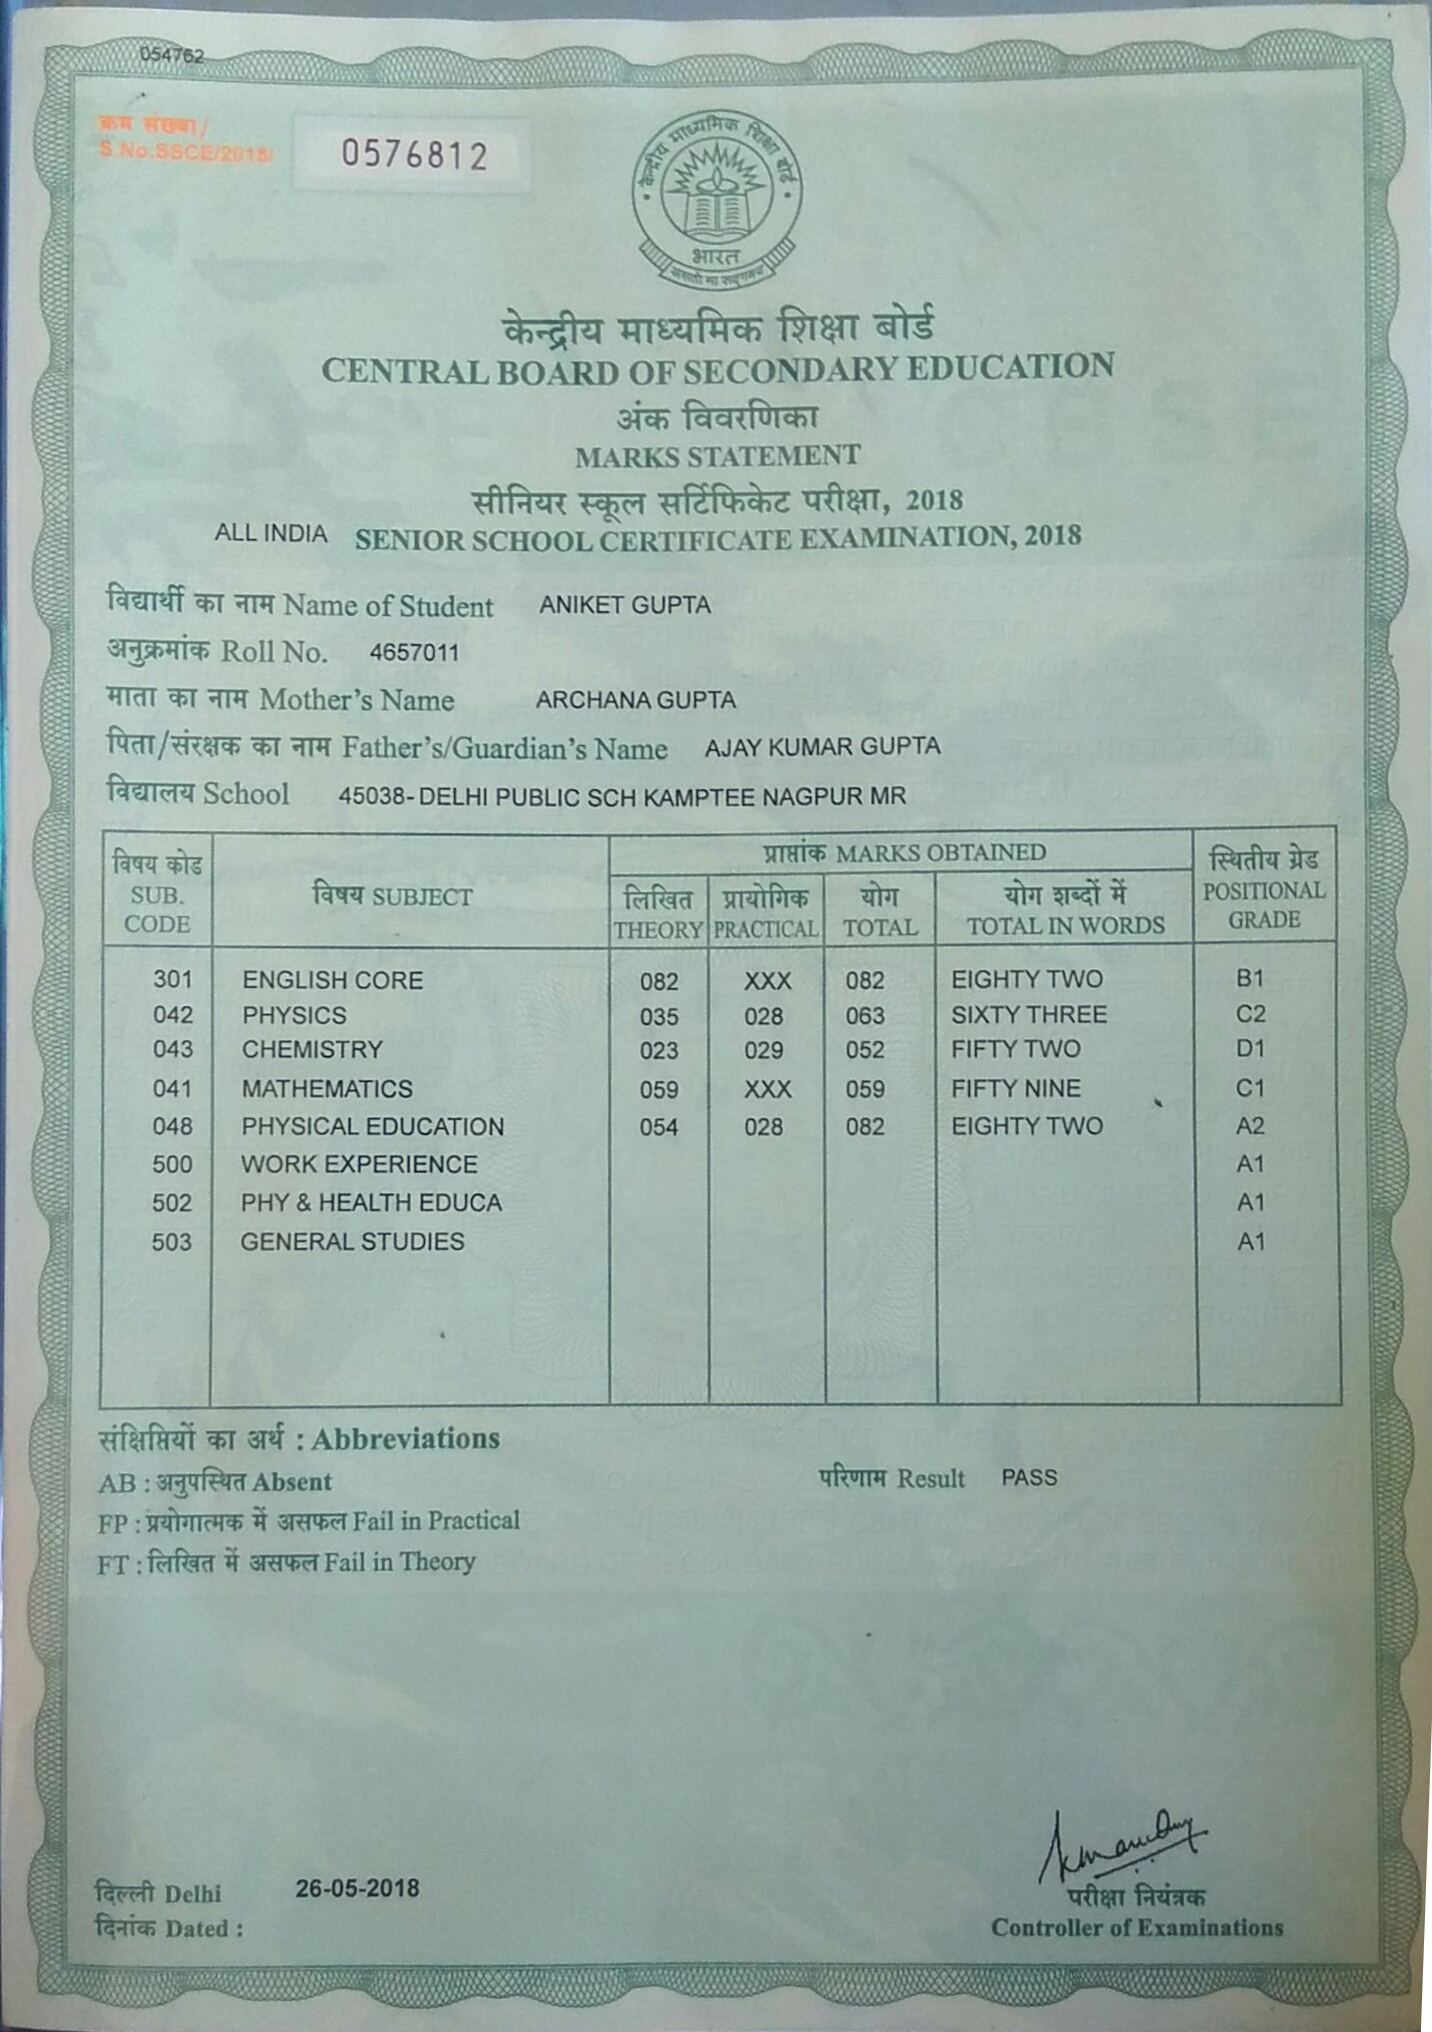 054762
क्रम संख्या/
S.No.SSCE/2018/
0576812
केन्द्रीय माध्यमिक शिक्षा बोर्ड
भारत
असतो मा सद्गमय
केन्द्रीय माध्यमिक शिक्षा बोर्ड
CENTRAL BOARD OF SECONDARY EDUCATION
अंक विवरणिका
MARKS STATEMENT
सीनियर स्कूल सर्टिफिकेट परीक्षा, 2018
ALL INDIA SENIOR SCHOOL CERTIFICATE EXAMINATION, 2018
विद्यार्थी का नाम Name of Student ANIKET GUPTA
अनुक्रमांक Roll No. 4657011
माता का नाम Mother's Name ARCHANA GUPTA
पिता/संरक्षक का नाम Father's/Guardian's Name AJAY KUMAR GUPTA
विद्यालय School 45038- DELHI PUBLIC SCH KAMPTEE NAGPUR MR
विषय कोड SUB. CODE विषय SUBJECT प्राप्तांक MARKS OBTAINED स्थितीय ग्रेड POSITIONAL GRADE
लिखित THEORY प्रायोगिक PRACTICAL योग TOTAL योग शब्दों में TOTAL IN WORDS
301 ENGLISH CORE 082 XXX 082 EIGHTY TWO B1
042 PHYSICS 035 028 063 SIXTY THREE C2
043 CHEMISTRY 023 029 052 FIFTY TWO D1
041 MATHEMATICS 059 XXX 059 FIFTY NINE C1
048 PHYSICAL EDUCATION 054 028 082 EIGHTY TWO A2
500 WORK EXPERIENCE A1
502 PHY & HEALTH EDUCA A1
503 GENERAL STUDIES A1
संक्षिप्तियों का अर्थ : Abbreviations
AB : अनुपस्थित Absent परिणाम Result PASS
FP : प्रयोगात्मक में असफल Fail in Practical
FT : लिखित में असफल Fail in Theory
दिल्ली Delhi 26-05-2018 परीक्षा नियंत्रक
दिनांक Dated : Controller of Examinations